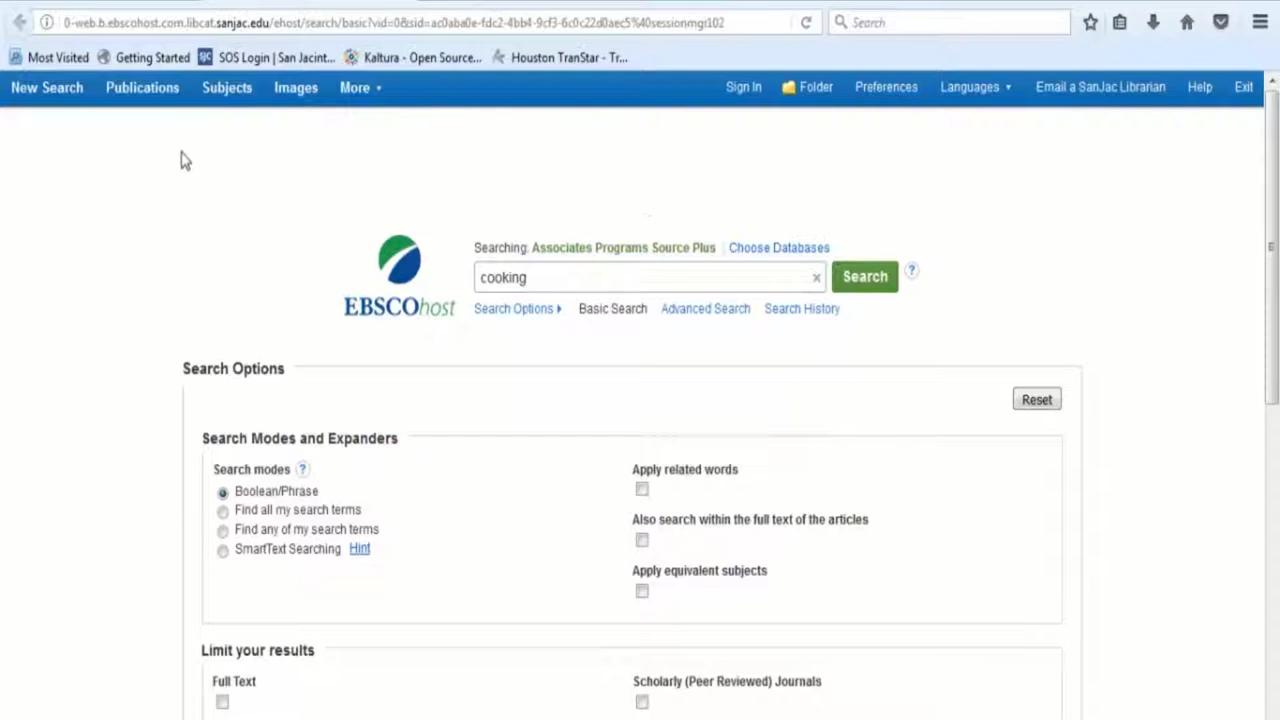 0-web.b.ebscohost.com.libcat.sanjac.edu/ehost/search/basic?vid=0&sid=ac0aba0e-fdc2-4bb4-9cf3-6c0c22d0aec5%40sessionmgr102 Search
Most Visited Getting Started SOS Login | San Jacint... Kaltura - Open Source... Houston TranStar - Tr...
New Search Publications Subjects Images More Sign In Folder Preferences Languages Email a SanJac Librarian Help Exit
Searching: Associates Programs Source Plus | Choose Databases
cooking × Search ?
EBSCOhost
Search Options Basic Search Advanced Search Search History
Search Options
Reset
Search Modes and Expanders
Search modes ? Apply related words
Boolean/Phrase
Find all my search terms
Also search within the full text of the articles
Find any of my search terms
SmartText Searching Hint
Apply equivalent subjects
Limit your results
Full Text Scholarly (Peer Reviewed) Journals